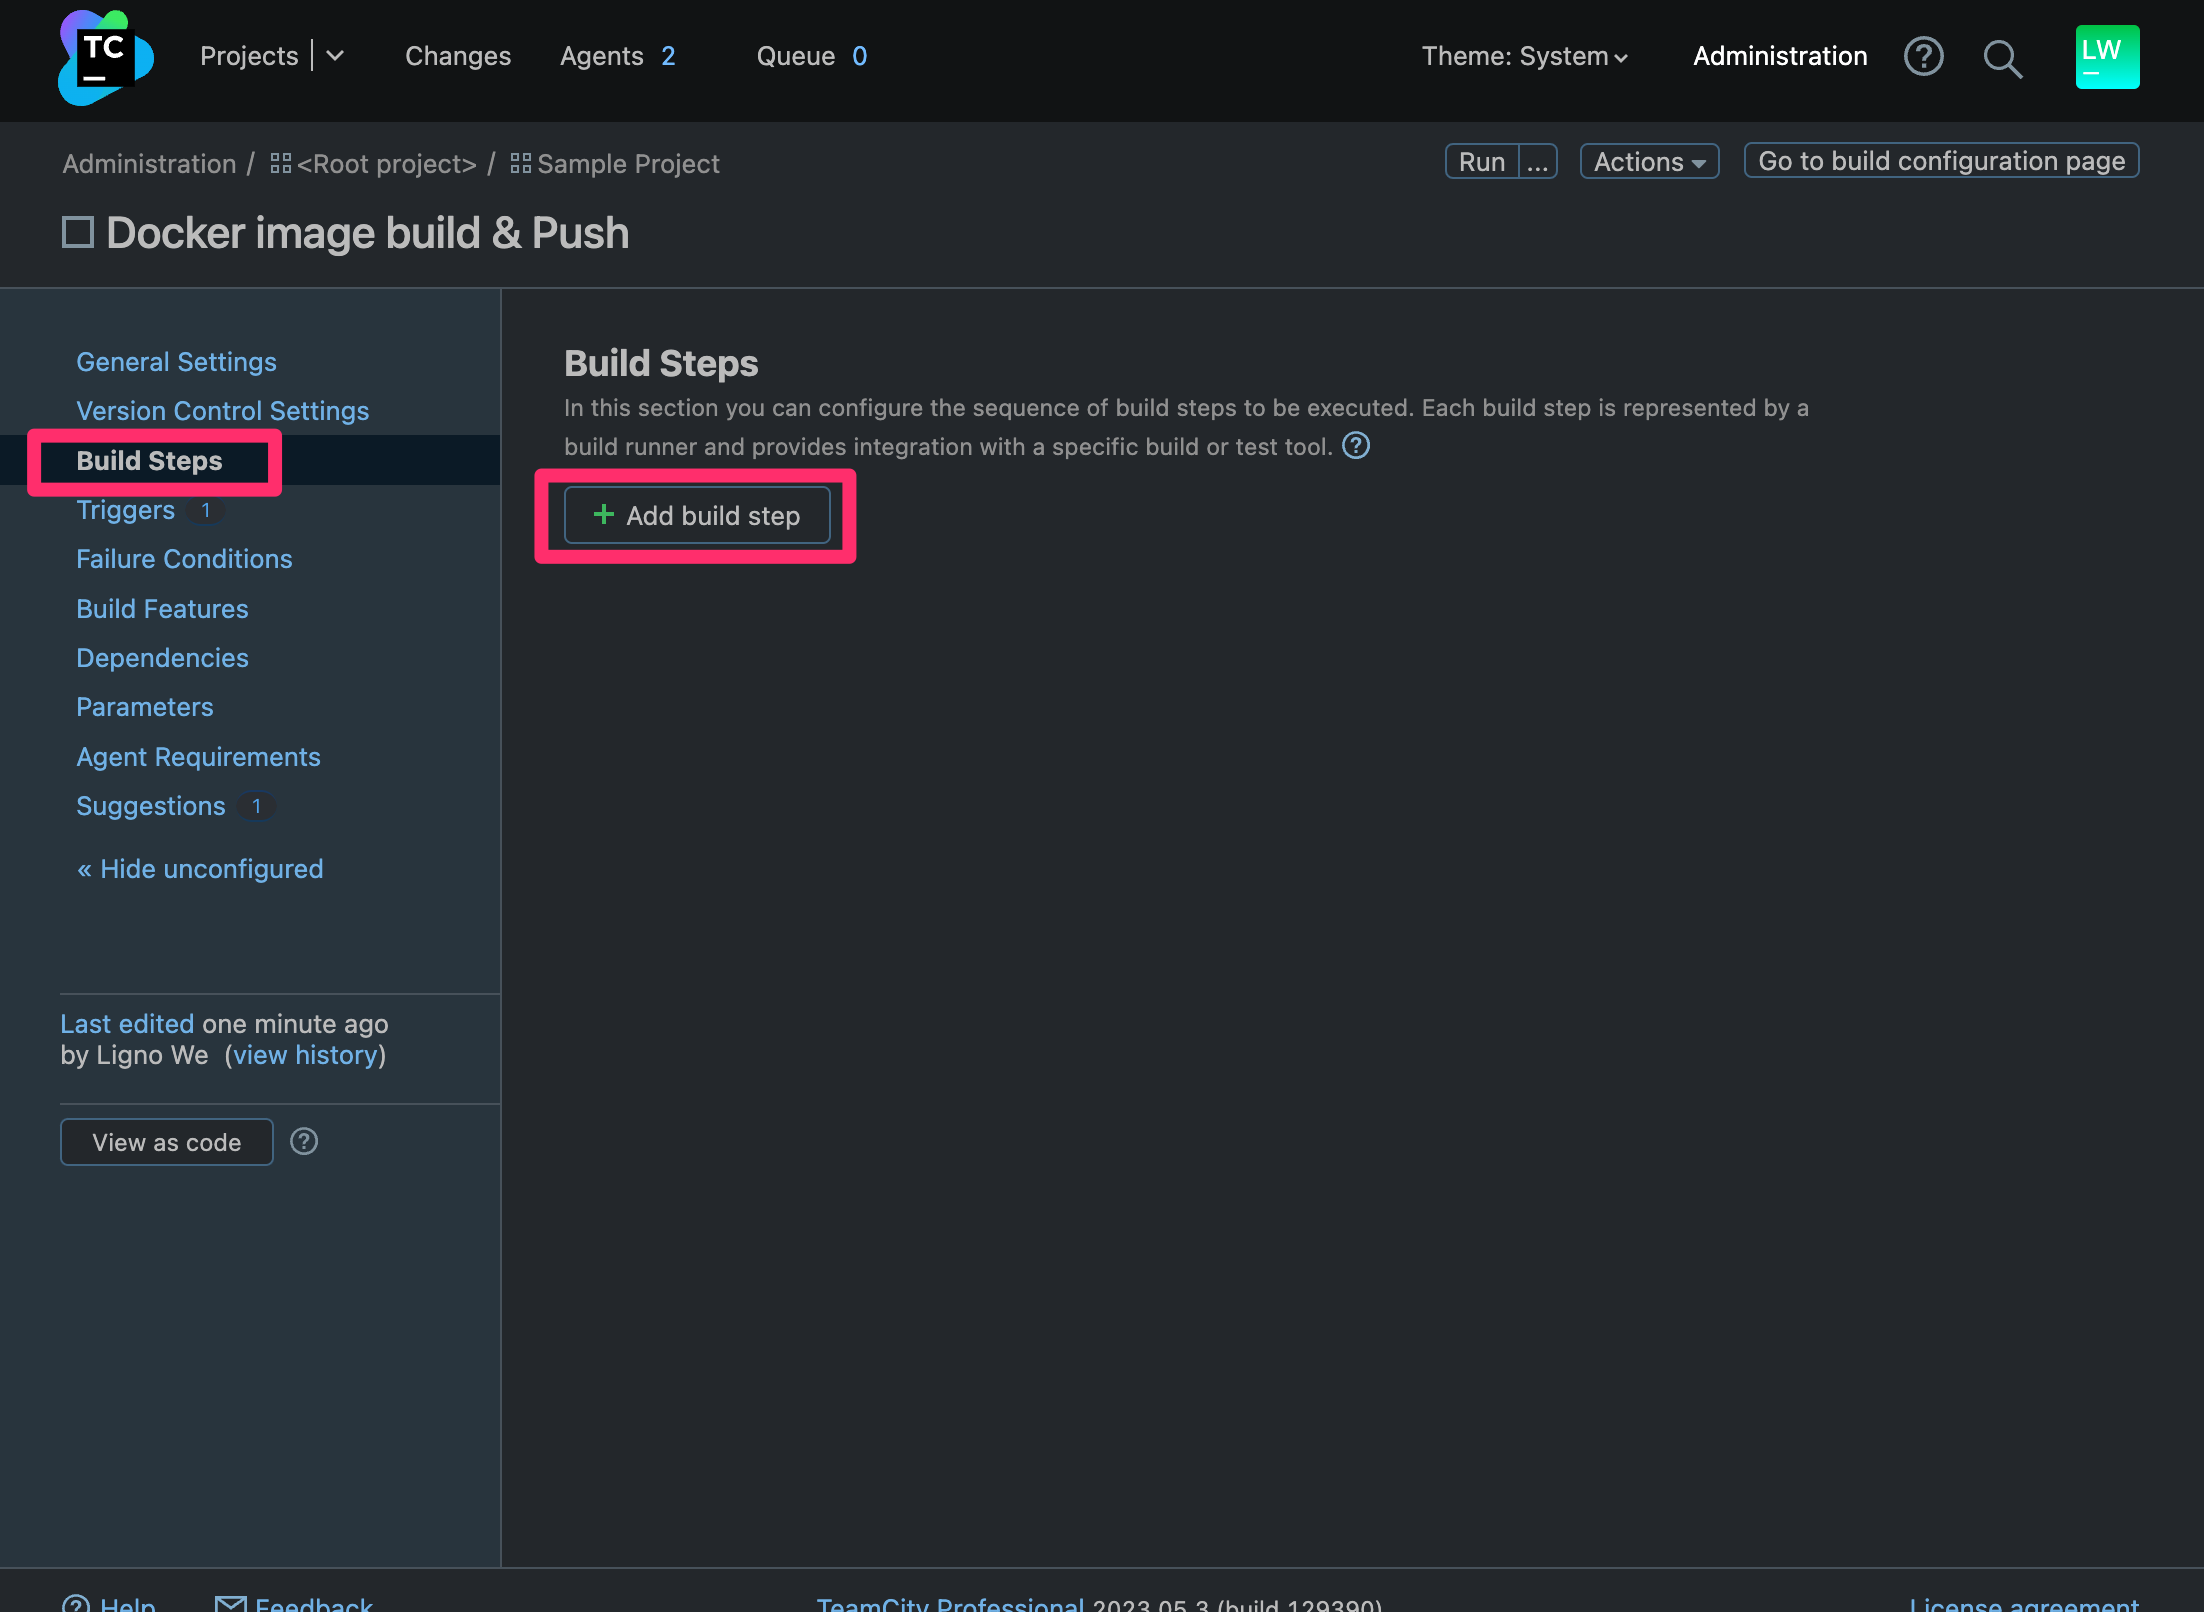 TC
Projects
Changes
Agents 2
Queue 0
Theme: System
Administration
LW
Administration / <Root project> / Sample Project
Run ...
Actions
Go to build configuration page
Docker image build & Push
General Settings
Version Control Settings
Build Steps
Triggers 1
Failure Conditions
Build Features
Dependencies
Parameters
Agent Requirements
Suggestions 1
« Hide unconfigured
Last edited one minute ago
by Ligno We (view history)
View as code ?
Build Steps
In this section you can configure the sequence of build steps to be executed. Each build step is represented by a
build runner and provides integration with a specific build or test tool. ?
+ Add build step
Help
Feedback
TeamCity Professional 2023.05.3 (build 129390)
License agreement